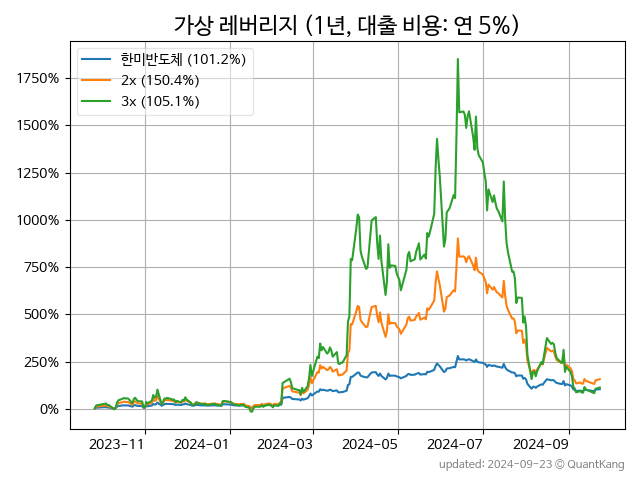 가상 레버리지 (1년, 대출 비용: 연 5%)
한미반도체 (101.2%)
2x (150.4%)
3x (105.1%)
1750%
1500%
1250%
1000%
750%
500%
250%
0%
2023-11 2024-01 2024-03 2024-05 2024-07 2024-09
updated: 2024-09-23 © QuantKang